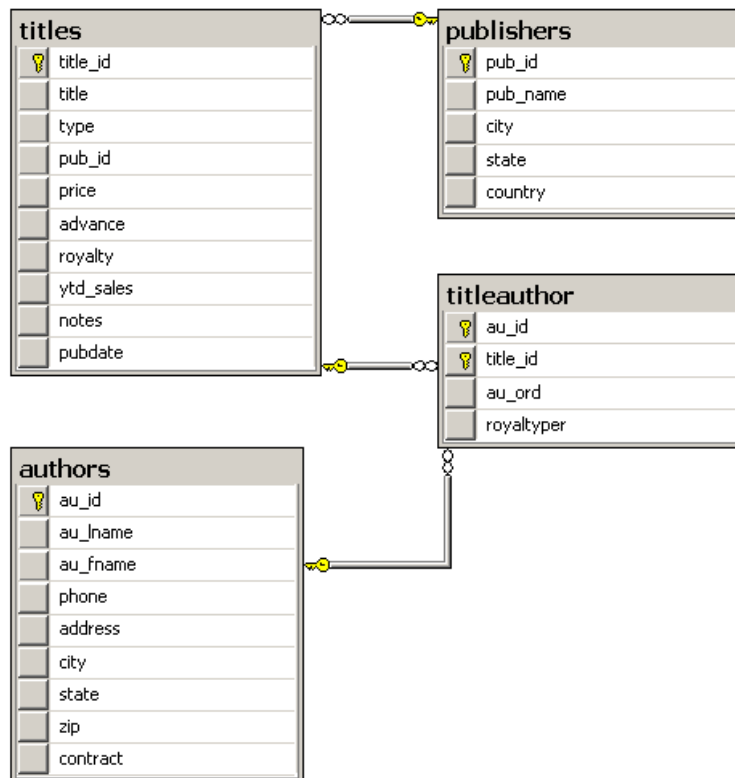 titles
title_id
title
type
pub_id
price
advance
royalty
ytd_sales
notes
pubdate
publishers
pub_id
pub_name
city
state
country
titleauthor
au_id
title_id
au_ord
royaltyper
authors
au_id
au_lname
au_fname
phone
address
city
state
zip
contract